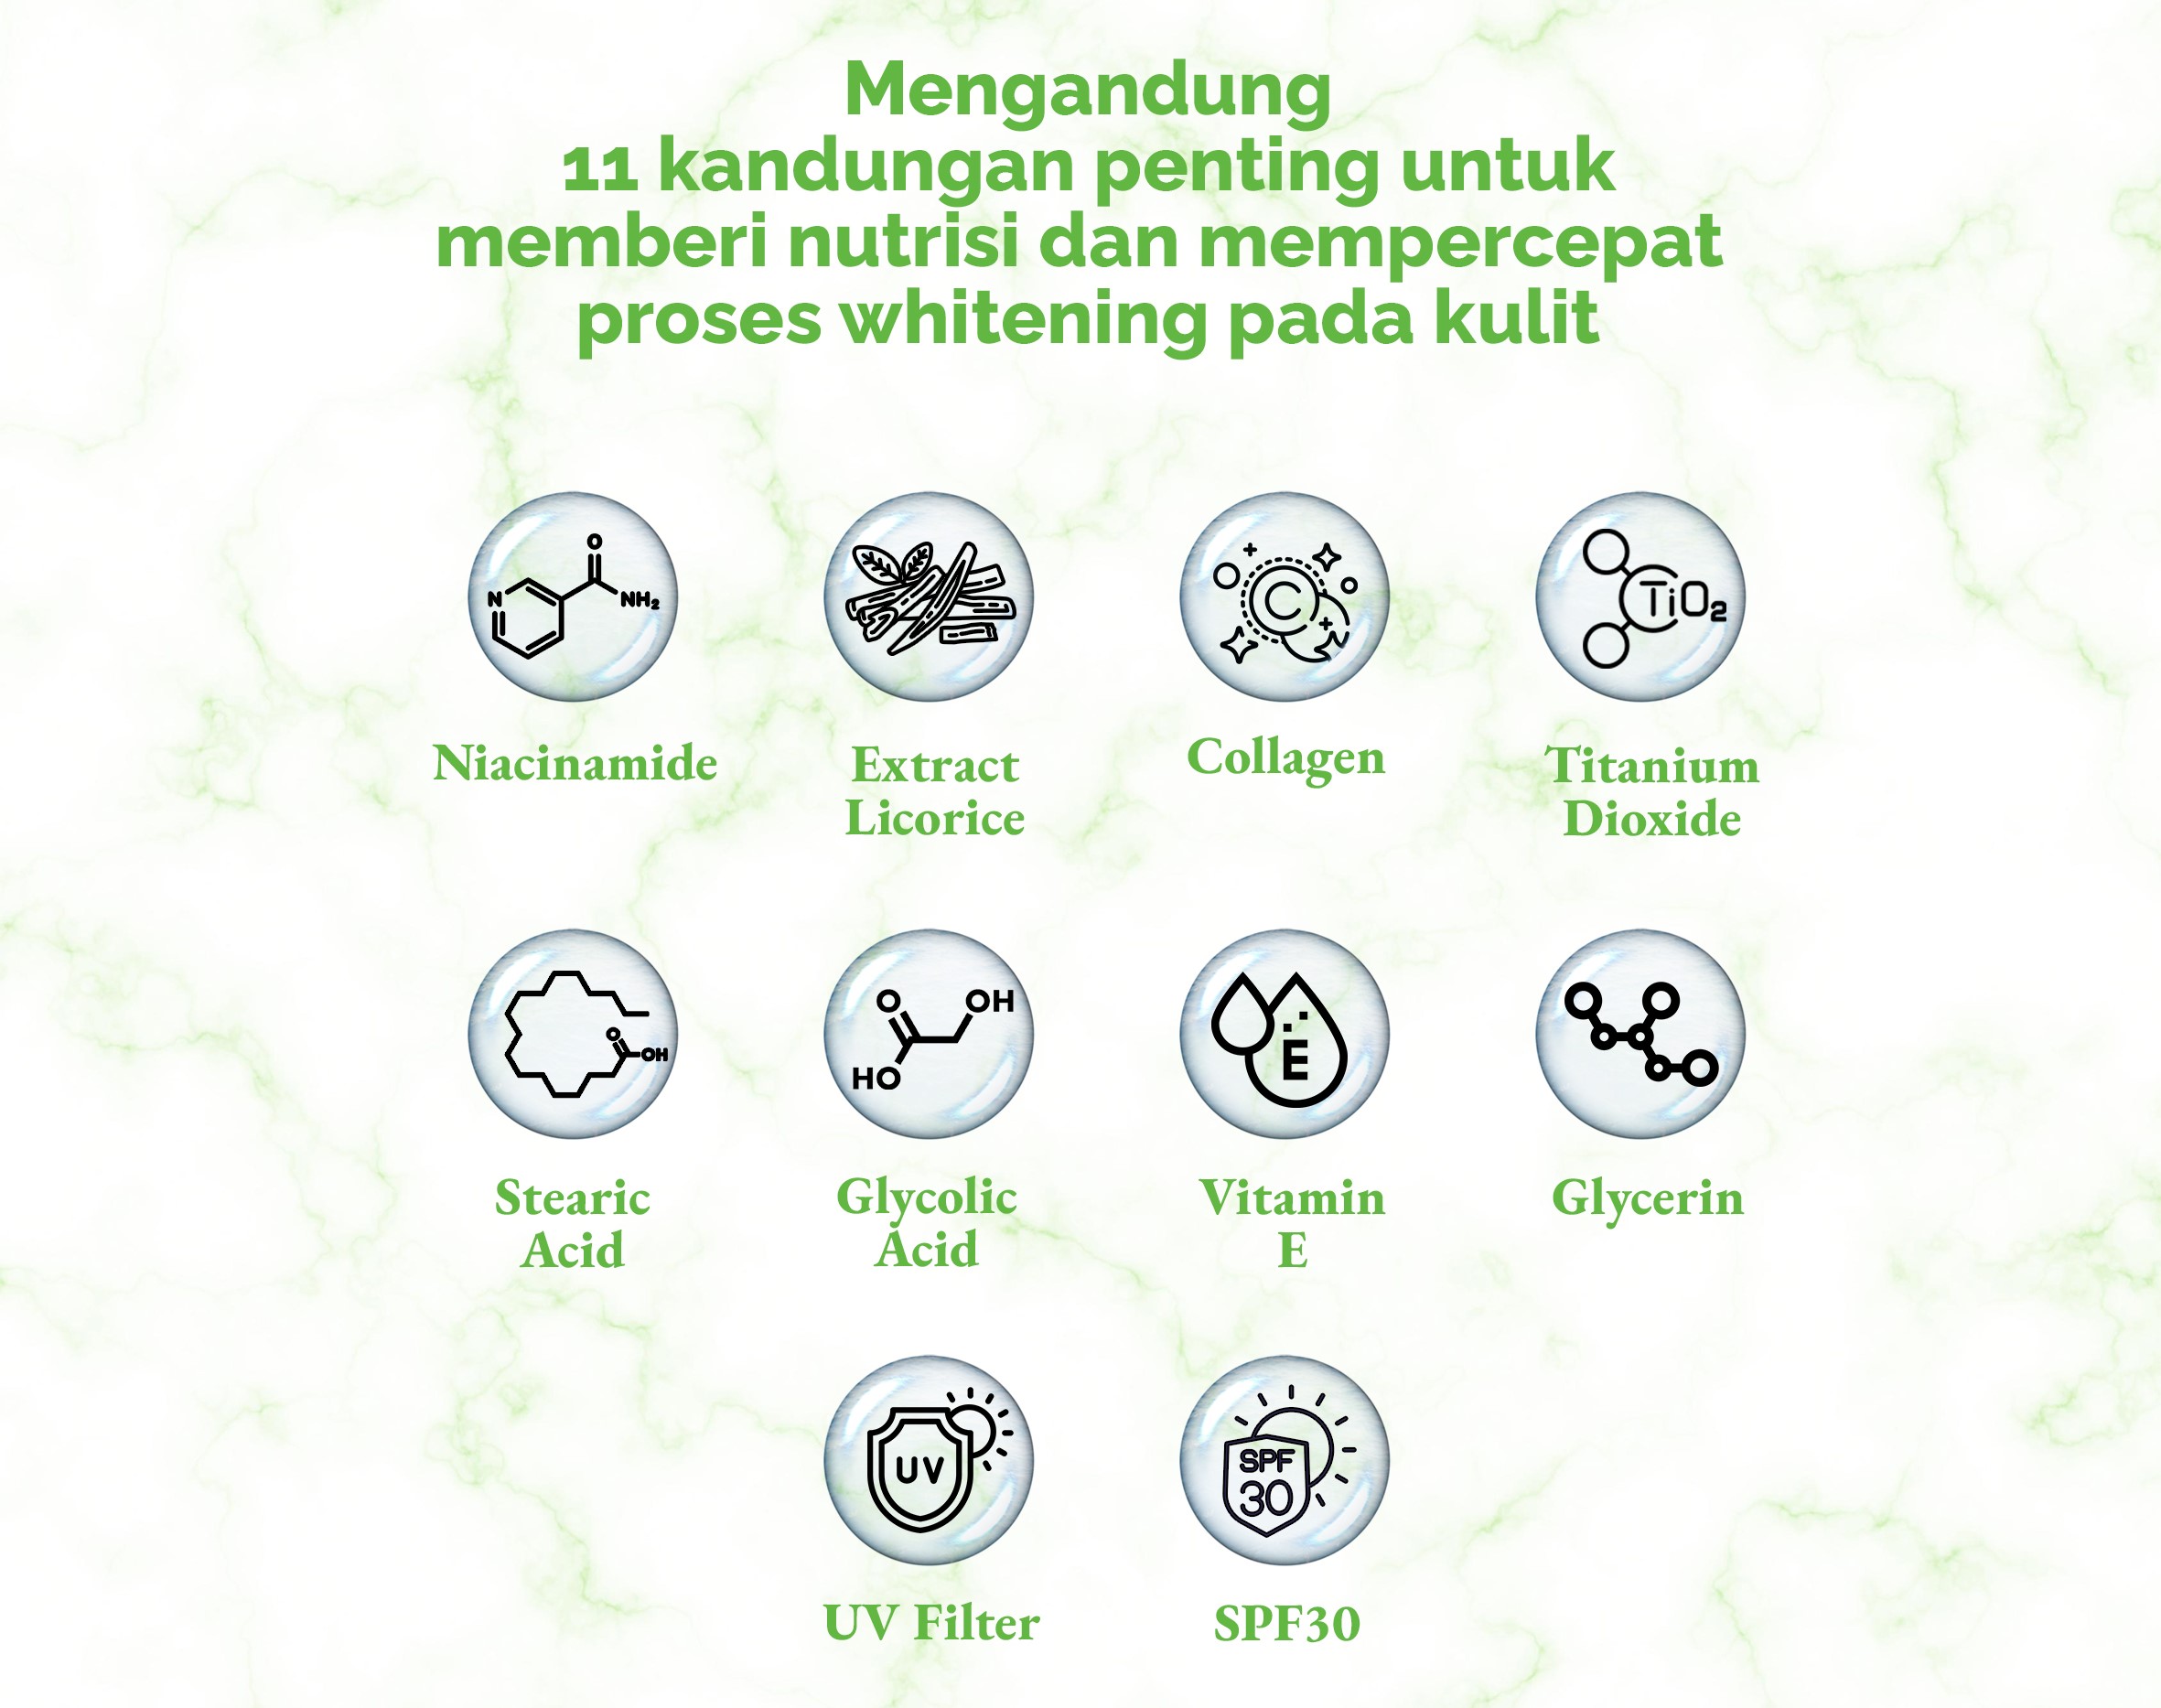 Mengandung
11 kandungan penting untuk
memberi nutrisi dan mempercepat
proses whitening pada kulit
O
N
NH₂
C
TiO₂
Niacinamide
Extract
Licorice
Collagen
Titanium
Dioxide
O
OH
O
OH
HO
E
Stearic
Acid
Glycolic
Acid
Vitamin
E
Glycerin
UV
SPF
30
UV Filter
SPF30